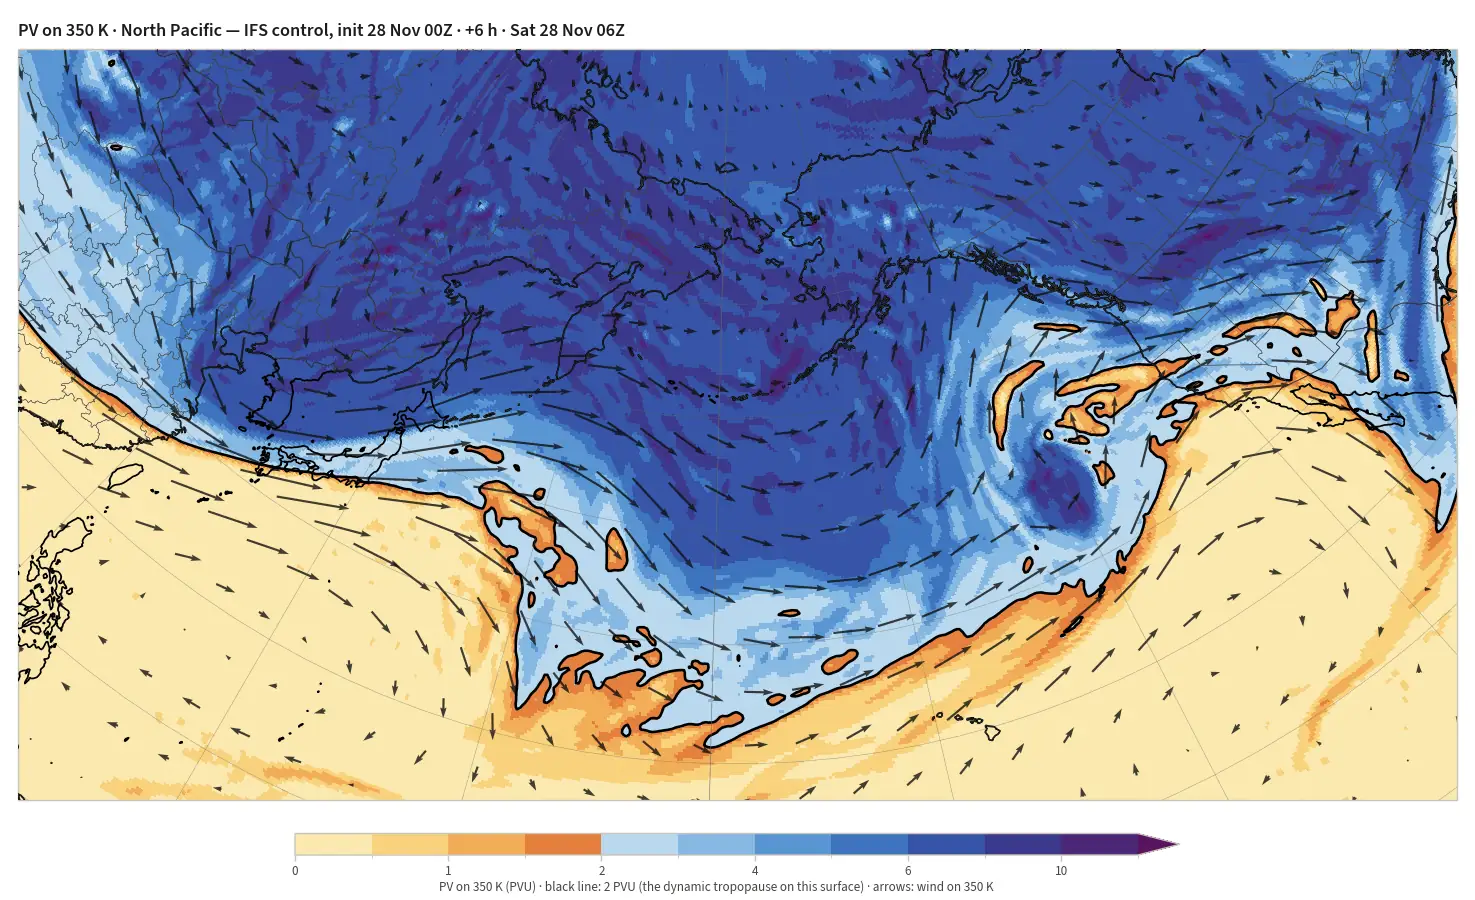 PV on 350 K · North Pacific — IFS control, init 28 Nov 00Z · +6 h · Sat 28 Nov 06Z
0 1 2 4 6 10
PV on 350 K (PVU) · black line: 2 PVU (the dynamic tropopause on this surface) · arrows: wind on 350 K